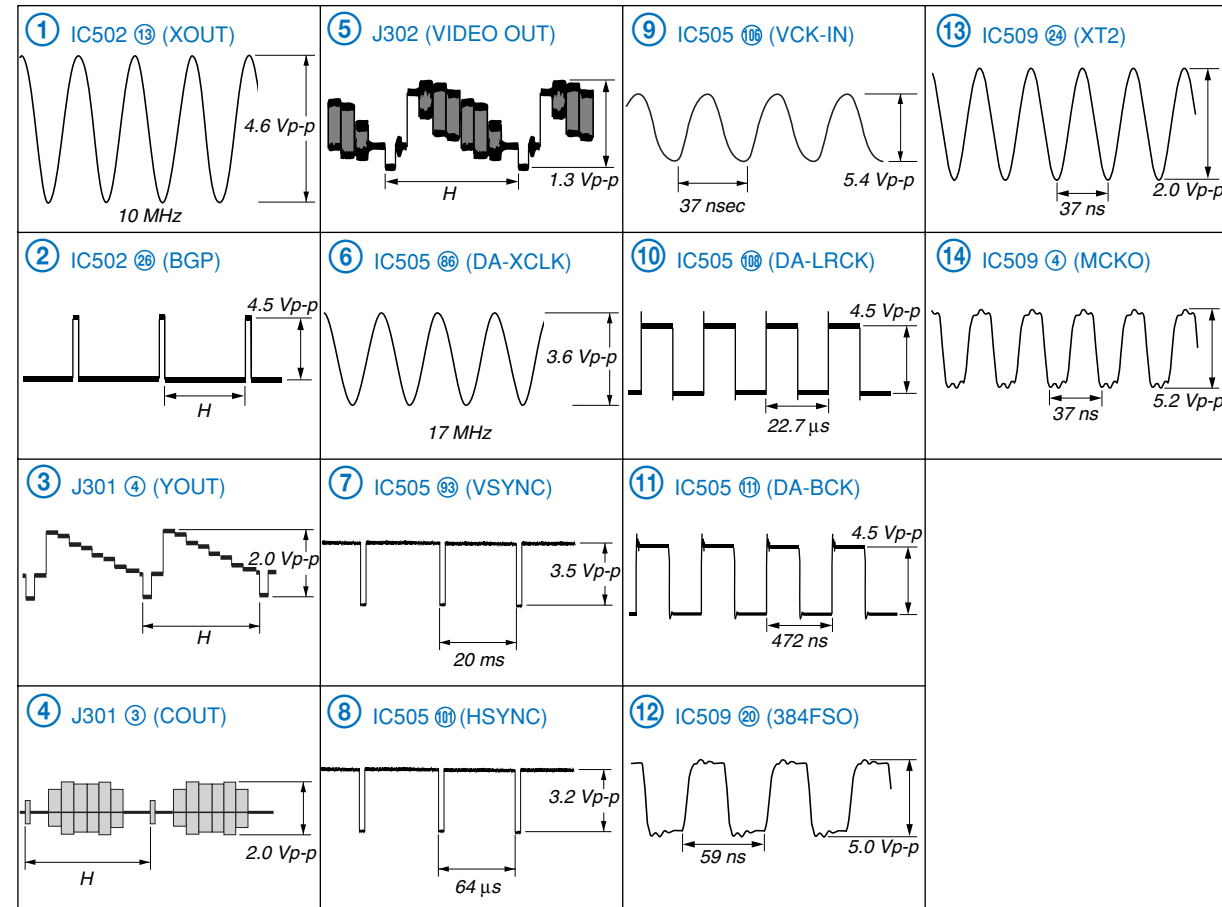 ① IC502 ⑬ (XOUT)
4.6 Vp-p
10 MHz
② IC502 ㉖ (BGP)
4.5 Vp-p
H
③ J301 ④ (YOUT)
2.0 Vp-p
H
④ J301 ③ (COUT)
2.0 Vp-p
H
⑤ J302 (VIDEO OUT)
H
1.3 Vp-p
⑥ IC505 (86) (DA-XCLK)
3.6 Vp-p
17 MHz
⑦ IC505 (93) (VSYNC)
3.5 Vp-p
20 ms
⑧ IC505 (101) (HSYNC)
3.2 Vp-p
64 µs
⑨ IC505 (106) (VCK-IN)
5.4 Vp-p
37 nsec
⑩ IC505 (108) (DA-LRCK)
4.5 Vp-p
22.7 µs
⑪ IC505 (111) (DA-BCK)
4.5 Vp-p
472 ns
⑫ IC509 ⑳ (384FSO)
59 ns
5.0 Vp-p
⑬ IC509 ㉔ (XT2)
37 ns
2.0 Vp-p
⑭ IC509 ④ (MCKO)
37 ns
5.2 Vp-p